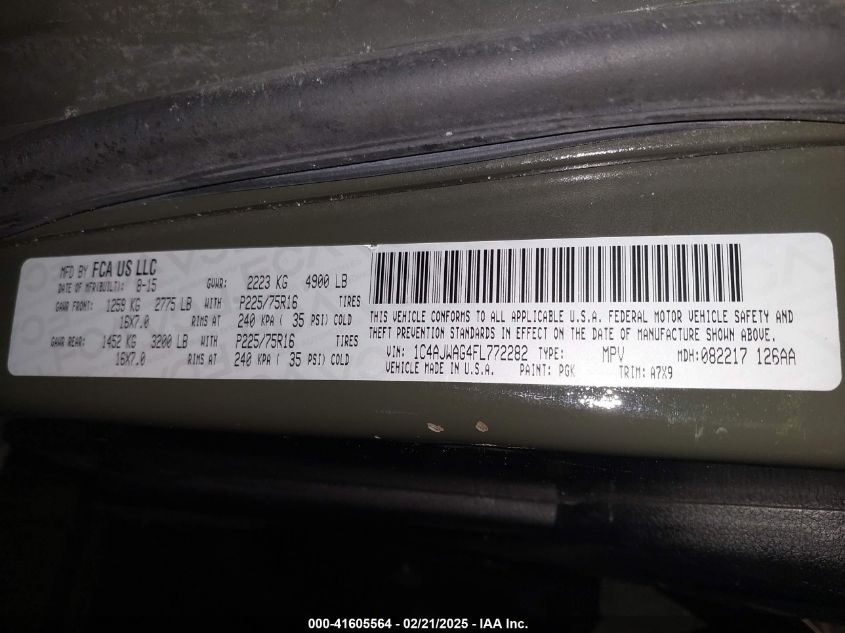 MFD BY FCA US LLC
DATE OF MFR(BUILT): 8-15 GVWR: 2223 KG 4900 LB
GAWR FRONT: 1259 KG 2775 LB WITH P225/75R16 TIRES
16X7.0 RIMS AT 240 KPA ( 35 PSI) COLD
GAWR REAR: 1452 KG 3200 LB WITH P225/75R16 TIRES
16X7.0 RIMS AT 240 KPA ( 35 PSI) COLD
THIS VEHICLE CONFORMS TO ALL APPLICABLE U.S.A. FEDERAL MOTOR VEHICLE SAFETY AND
THEFT PREVENTION STANDARDS IN EFFECT ON THE DATE OF MANUFACTURE SHOWN ABOVE.
VIN: 1C4AJWAG4FL772282 TYPE: MPV MDH:082217 126AA
VEHICLE MADE IN U.S.A. PAINT: PGK TRIM: A7X9
000-41605564 - 02/21/2025 - IAA Inc.